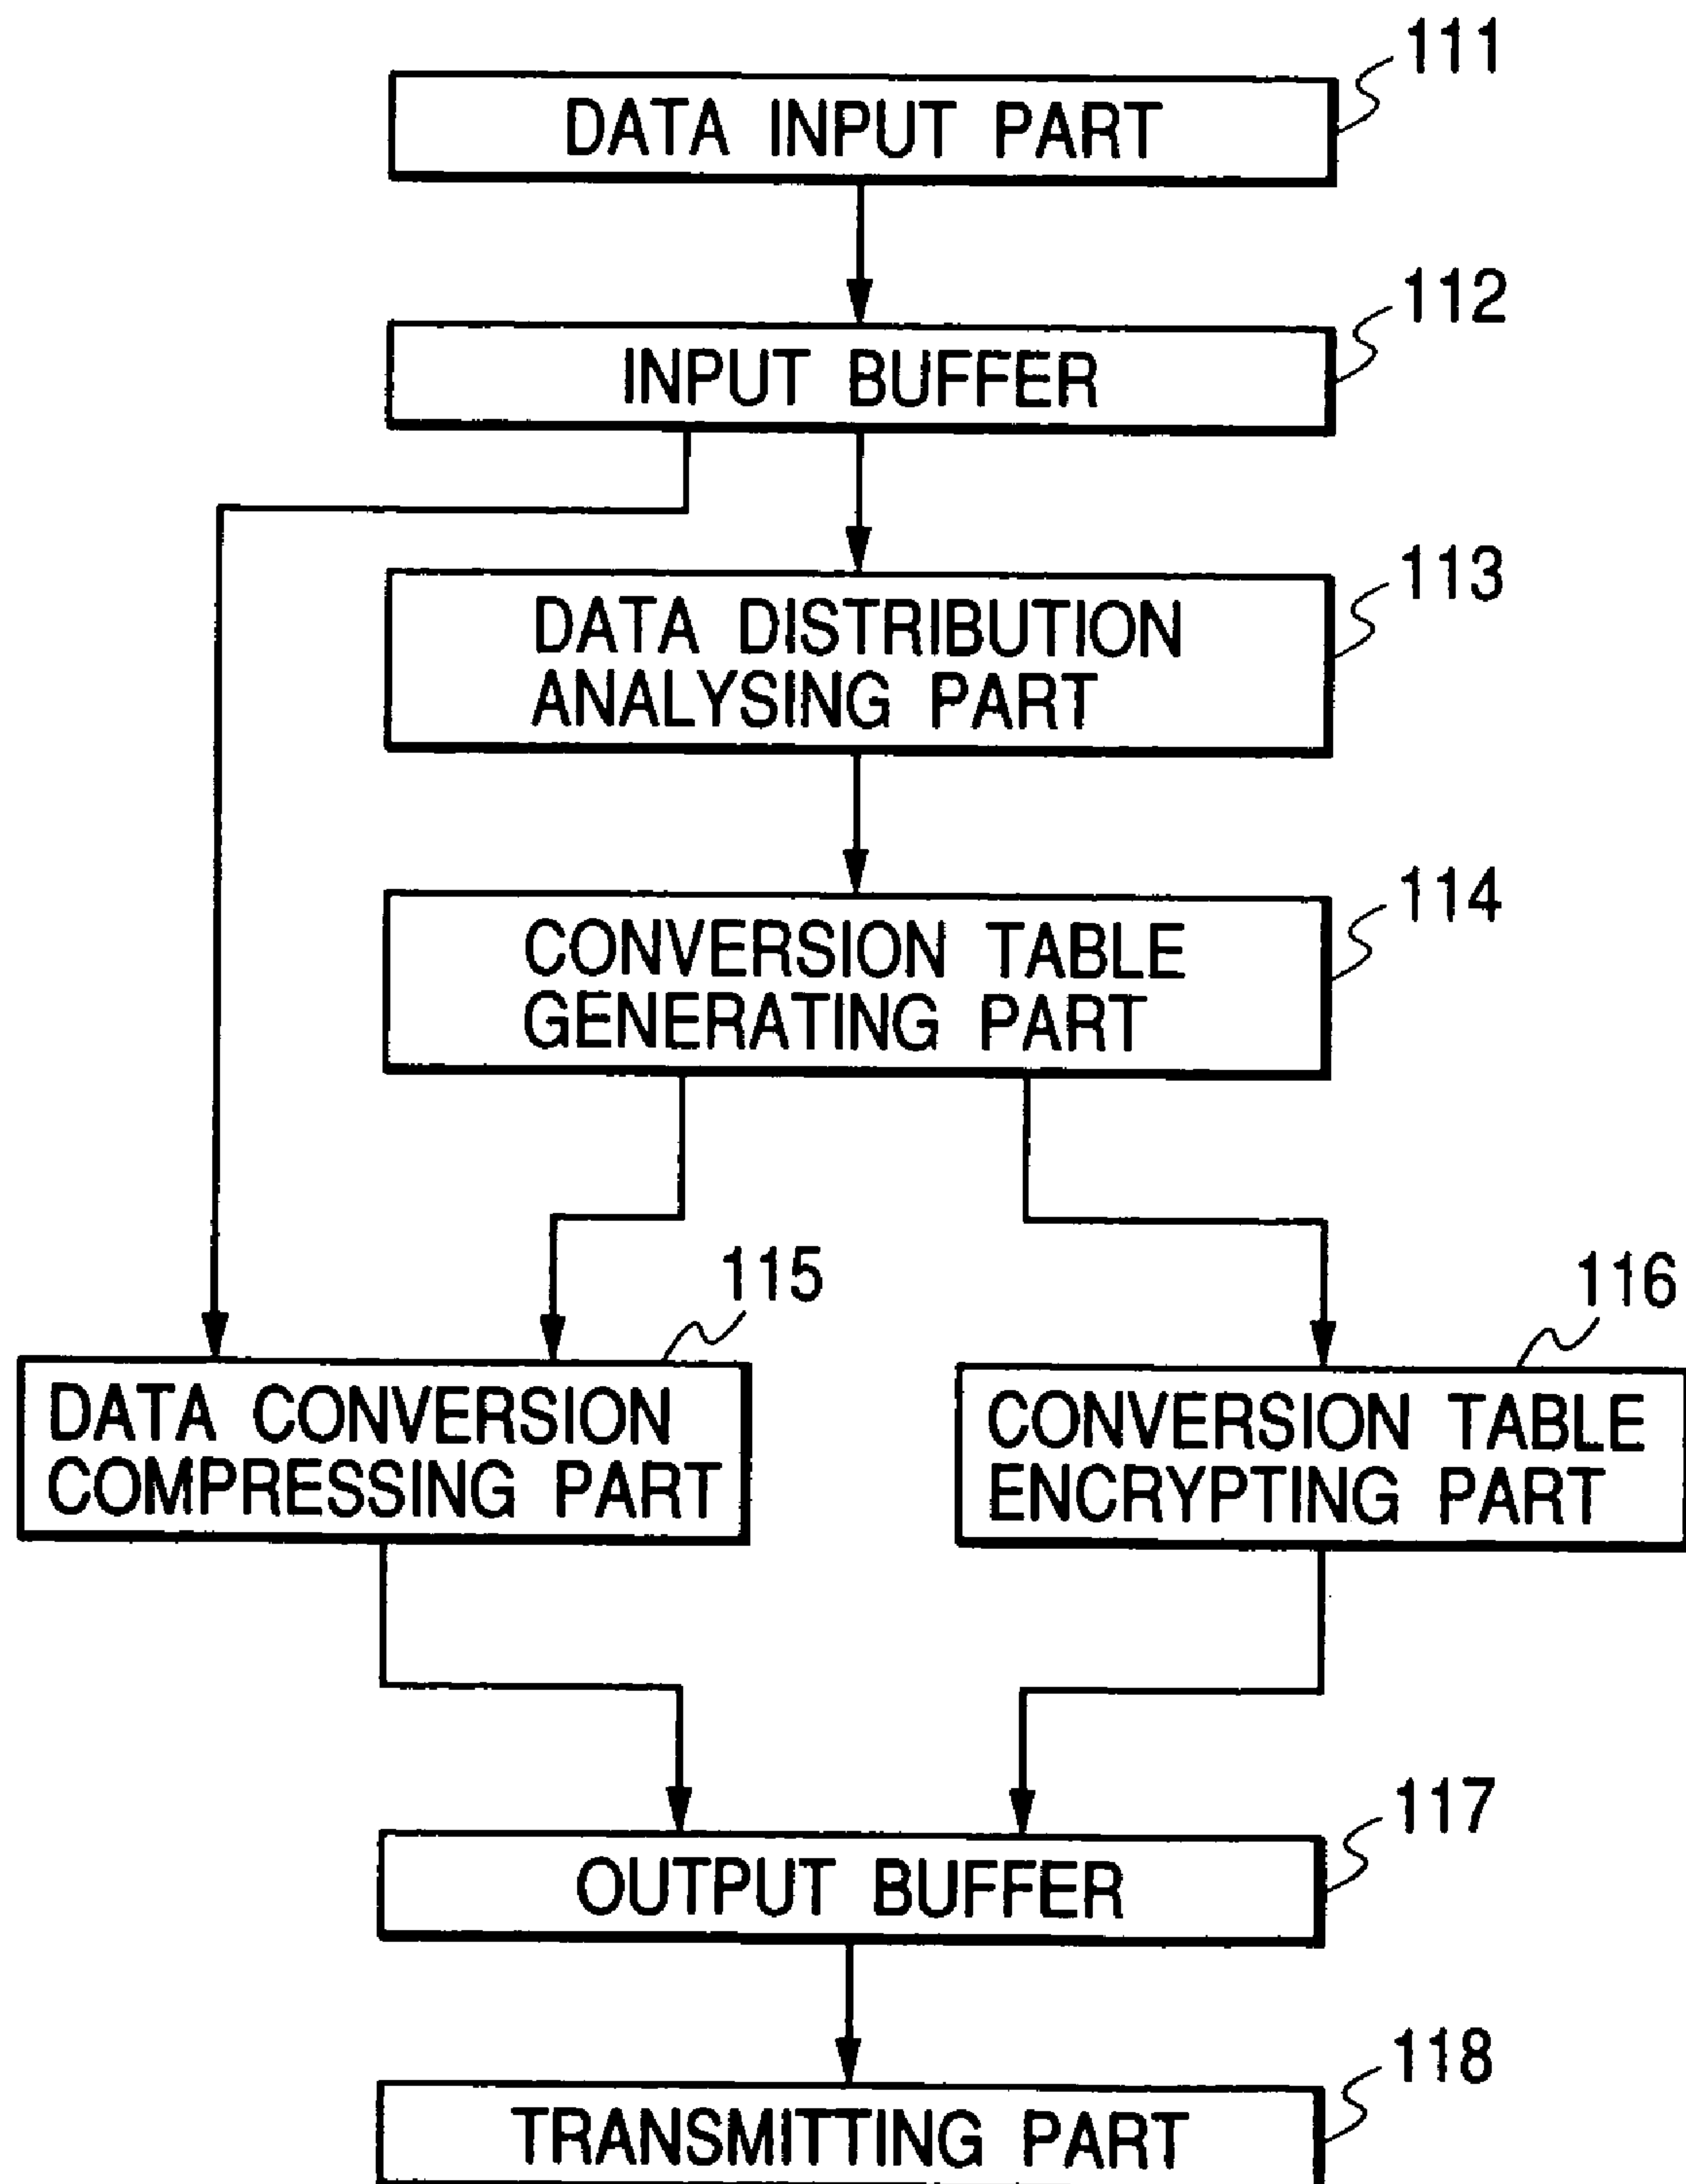 111
DATA INPUT PART
112
INPUT BUFFER
113
DATA DISTRIBUTION
ANALYSING PART
114
CONVERSION TABLE
GENERATING PART
115
DATA CONVERSION
COMPRESSING PART
116
CONVERSION TABLE
ENCRYPTING PART
117
OUTPUT BUFFER
118
TRANSMITTING PART